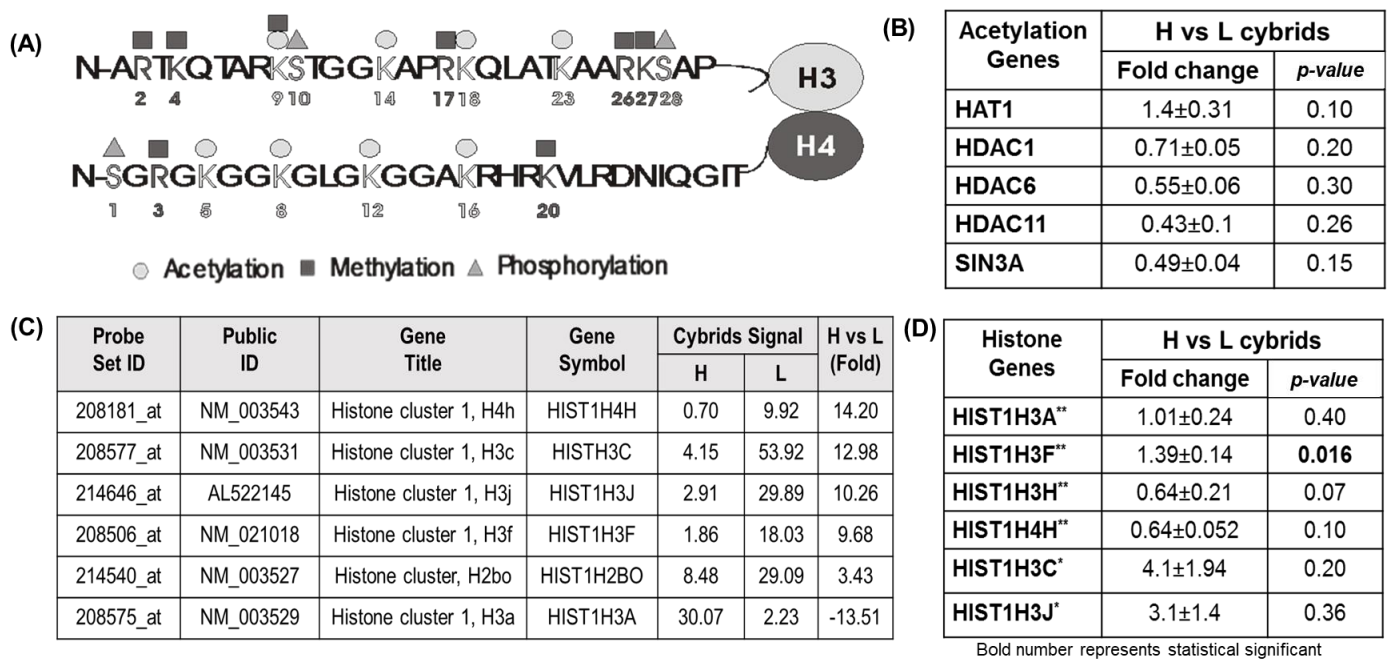 (A)
N-ARTKQTARKSTGGKAPRKQLATKAARKSAP
2 4 9 10 14 17 18 23 26 27 28
H3
H4
N-SGRGKGGKGLGKGGAKRHRKVLRDNIQGIT
1 3 5 8 12 16 20
Acetylation Methylation Phosphorylation
(B)
Acetylation Genes H vs L cybrids
Fold change p-value
HAT1 1.4±0.31 0.10
HDAC1 0.71±0.05 0.20
HDAC6 0.55±0.06 0.30
HDAC11 0.43±0.1 0.26
SIN3A 0.49±0.04 0.15
(C)
Probe Set ID Public ID Gene Title Gene Symbol Cybrids Signal H vs L (Fold)
H L
208181_at NM_003543 Histone cluster 1, H4h HIST1H4H 0.70 9.92 14.20
208577_at NM_003531 Histone cluster 1, H3c HISTH3C 4.15 53.92 12.98
214646_at AL522145 Histone cluster 1, H3j HIST1H3J 2.91 29.89 10.26
208506_at NM_021018 Histone cluster 1, H3f HIST1H3F 1.86 18.03 9.68
214540_at NM_003527 Histone cluster, H2bo HIST1H2BO 8.48 29.09 3.43
208575_at NM_003529 Histone cluster 1, H3a HIST1H3A 30.07 2.23 -13.51
(D)
Histone Genes H vs L cybrids
Fold change p-value
HIST1H3A** 1.01±0.24 0.40
HIST1H3F** 1.39±0.14 0.016
HIST1H3H** 0.64±0.21 0.07
HIST1H4H** 0.64±0.052 0.10
HIST1H3C* 4.1±1.94 0.20
HIST1H3J* 3.1±1.4 0.36
Bold number represents statistical significant